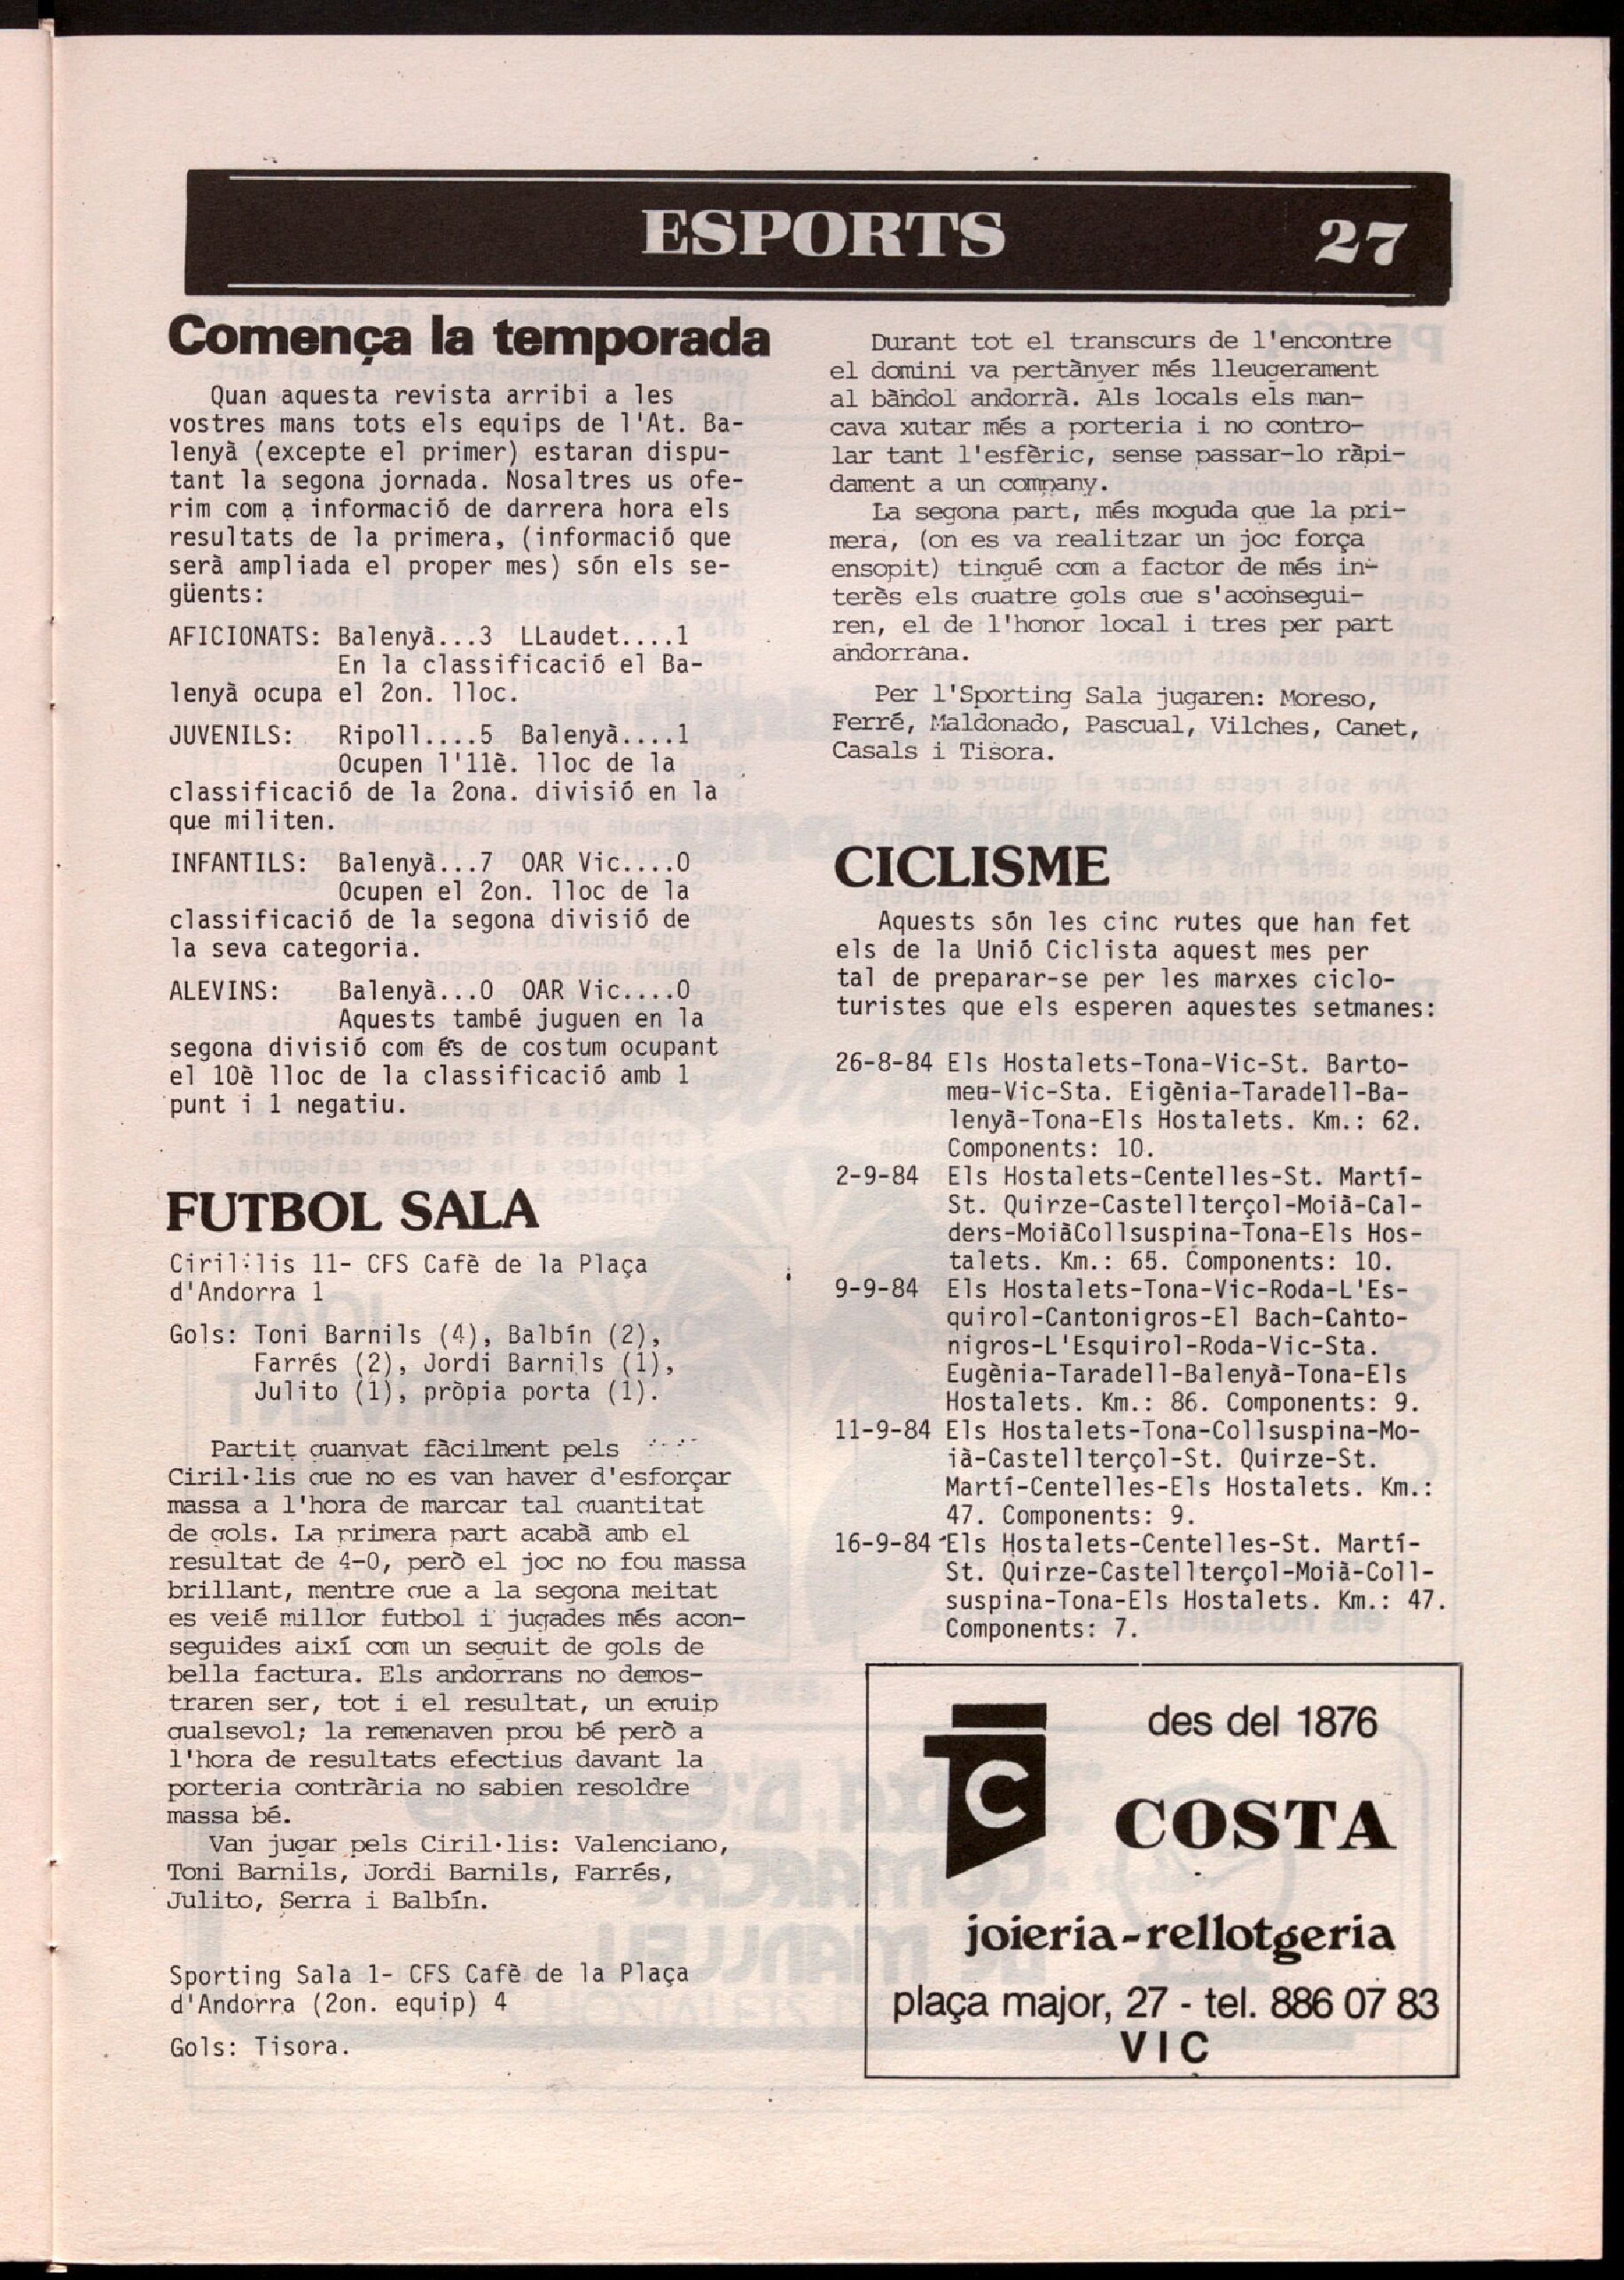 ESPORTS 27
Comença la temporada
Quan aquesta revista arribi a les
vostres mans tots els equips de l'At. Ba-
lenyà (excepte el primer) estaran dispu-
tant la segona jornada. Nosaltres us ofe-
rim com a informació de darrera hora els
resultats de la primera, (informació que
serà ampliada el proper mes) són els se-
güents:
AFICIONATS: Balenyà...3 LLaudet....1
En la classificació el Ba-
lenyà ocupa el 2on. lloc.
JUVENILS: Ripoll....5 Balenyà....1
Ocupen l'11è. lloc de la
classificació de la 2ona. divisió en la
que militen.
INFANTILS: Balenyà...7 OAR Vic....0
Ocupen el 2on. lloc de la
classificació de la segona divisió de
la seva categoria.
ALEVINS: Balenyà...0 OAR Vic....0
Aquests també juguen en la
segona divisió com és de costum ocupant
el 10è lloc de la classificació amb 1
punt i 1 negatiu.
FUTBOL SALA
Ciril·lis 11- CFS Cafè de la Plaça
d'Andorra 1
Gols: Toni Barnils (4), Balbín (2),
Farrés (2), Jordi Barnils (1),
Julito (1), pròpia porta (1).
Partit guanyat fàcilment pels
Ciril·lis que no es van haver d'esforçar
massa a l'hora de marcar tal quantitat
de gols. La primera part acabà amb el
resultat de 4-0, però el joc no fou massa
brillant, mentre que a la segona meitat
es veié millor futbol i jugades més acon-
seguides així com un seguit de gols de
bella factura. Els andorrans no demos-
traren ser, tot i el resultat, un equip
qualsevol; la remenaven prou bé però a
l'hora de resultats efectius davant la
porteria contrària no sabien resoldre
massa bé.
Van jugar pels Ciril·lis: Valenciano,
Toni Barnils, Jordi Barnils, Farrés,
Julito, Serra i Balbín.
Sporting Sala 1- CFS Cafè de la Plaça
d'Andorra (2on. equip) 4
Gols: Tisora.
Durant tot el transcurs de l'encontre
el domini va pertànyer més lleugerament
al bàndol andorrà. Als locals els man-
cava xutar més a porteria i no contro-
lar tant l'esfèric, sense passar-lo ràpi-
dament a un company.
La segona part, més moguda que la pri-
mera, (on es va realitzar un joc força
ensopit) tingué com a factor de més in-
terès els quatre gols que s'aconsegui-
ren, el de l'honor local i tres per part
andorrana.
Per l'Sporting Sala jugaren: Moreso,
Ferré, Maldonado, Pascual, Vilches, Canet,
Casals i Tisora.
CICLISME
Aquests són les cinc rutes que han fet
els de la Unió Ciclista aquest mes per
tal de preparar-se per les marxes ciclo-
turistes que els esperen aquestes setmanes:
26-8-84 Els Hostalets-Tona-Vic-St. Barto-
meu-Vic-Sta. Eigènia-Taradell-Ba-
lenyà-Tona-Els Hostalets. Km.: 62.
Components: 10.
2-9-84 Els Hostalets-Centelles-St. Martí-
St. Quirze-Castellterçol-Moià-Cal-
ders-MoiàCollsuspina-Tona-Els Hos-
talets. Km.: 65. Components: 10.
9-9-84 Els Hostalets-Tona-Vic-Roda-L'Es-
quirol-Cantonigros-El Bach-Canto-
nigros-L'Esquirol-Roda-Vic-Sta.
Eugènia-Taradell-Balenyà-Tona-Els
Hostalets. Km.: 86. Components: 9.
11-9-84 Els Hostalets-Tona-Collsuspina-Mo-
ià-Castellterçol-St. Quirze-St.
Martí-Centelles-Els Hostalets. Km.:
47. Components: 9.
16-9-84 Els Hostalets-Centelles-St. Martí-
St. Quirze-Castellterçol-Moià-Coll-
suspina-Tona-Els Hostalets. Km.: 47.
Components: 7.
C
des del 1876
COSTA
joieria-rellotgeria
plaça major, 27 - tel. 886 07 83
VIC